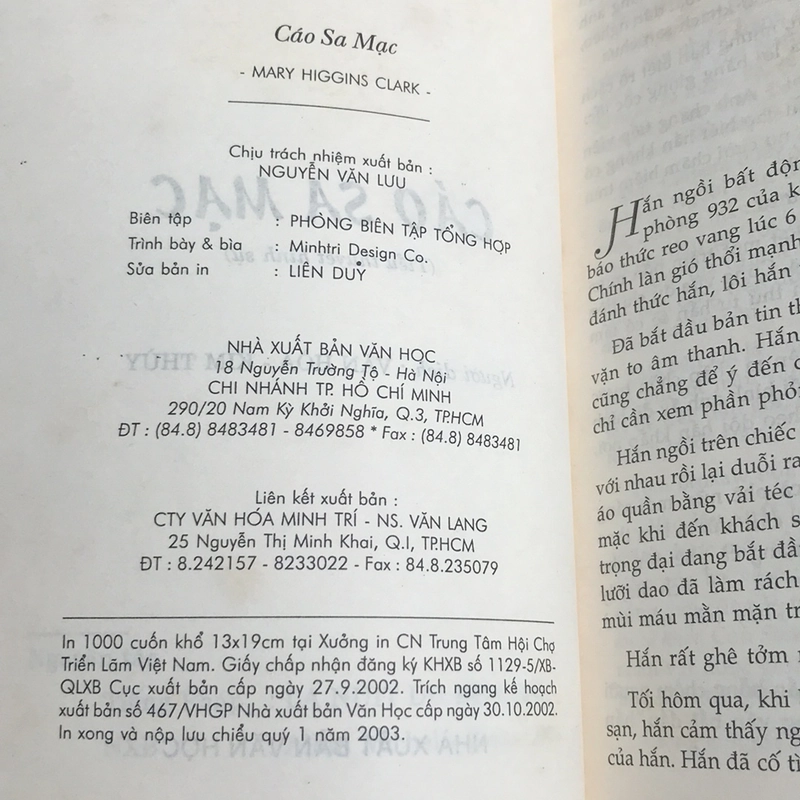 Cáo Sa Mạc
- MARY HIGGINS CLARK -
Chịu trách nhiệm xuất bản :
NGUYỄN VĂN LƯU
Biên tập : PHÒNG BIÊN TẬP TỔNG HỢP
Trình bày & bìa : Minhtri Design Co.
Sửa bản in : LIÊN DUỶ
NHÀ XUẤT BẢN VĂN HỌC
18 Nguyễn Trường Tộ - Hà Nội
CHI NHÁNH TP. HỒ CHÍ MINH
290/20 Nam Kỳ Khởi Nghĩa, Q.3, TP.HCM
ĐT : (84.8) 8483481 - 8469858 * Fax : (84.8) 8483481
Liên kết xuất bản :
CTY VĂN HÓA MINH TRÍ - NS. VĂN LANG
25 Nguyễn Thị Minh Khai, Q.I, TP.HCM
ĐT : 8.242157 - 8233022 - Fax : 84.8.235079
In 1000 cuốn khổ 13x19cm tại Xưởng in CN Trung Tâm Hội Chợ
Triển Lãm Việt Nam. Giấy chấp nhận đăng ký KHXB số 1129-5/XB-
QLXB Cục xuất bản cấp ngày 27.9.2002. Trích ngang kế hoạch
xuất bản số 467/VHGP Nhà xuất bản Văn Học cấp ngày 30.10.2002.
In xong và nộp lưu chiểu quý 1 năm 2003.
Hắn ngồi bất độn
phòng 932 của k
báo thức reo vang lúc 6
Chính làn gió thổi mạnh
đánh thức hắn, lôi hắn
Đã bắt đầu bản tin th
vặn to âm thanh. Hắn
cũng chẳng để ý đến c
chỉ cần xem phần phỏ
Hắn ngồi trên chiếc
với nhau rồi lại duỗi ra
áo quần bằng vải téc
mặc khi đến khách s
trọng đại đang bắt đầ
lưỡi dao đã làm rách
mùi máu mằn mặn tr
Hắn rất ghê tởm
Tối hôm qua, khi
sạn, hắn cảm thấy ng
của hắn. Hắn đã cố tì